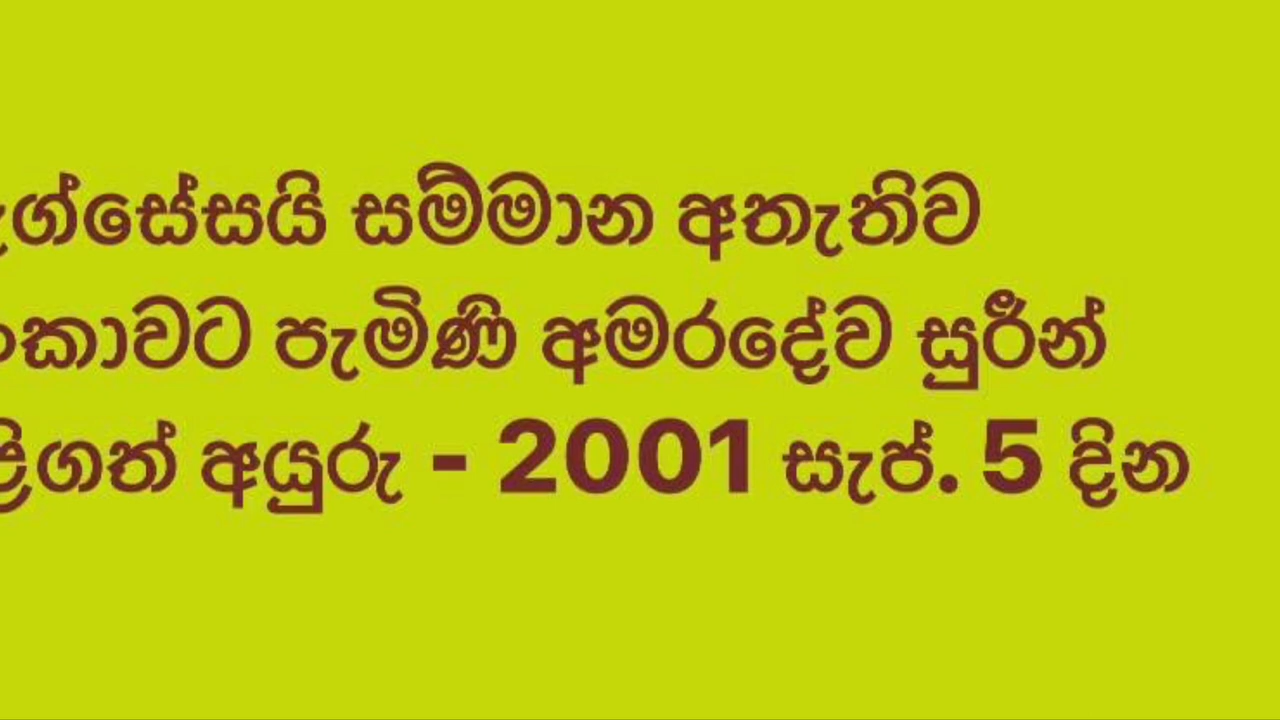 සම්මාන අතැතිව
පැමිණි අමරදේව සුරීන්
අයුරු - 2001 සැප්. 5 දින